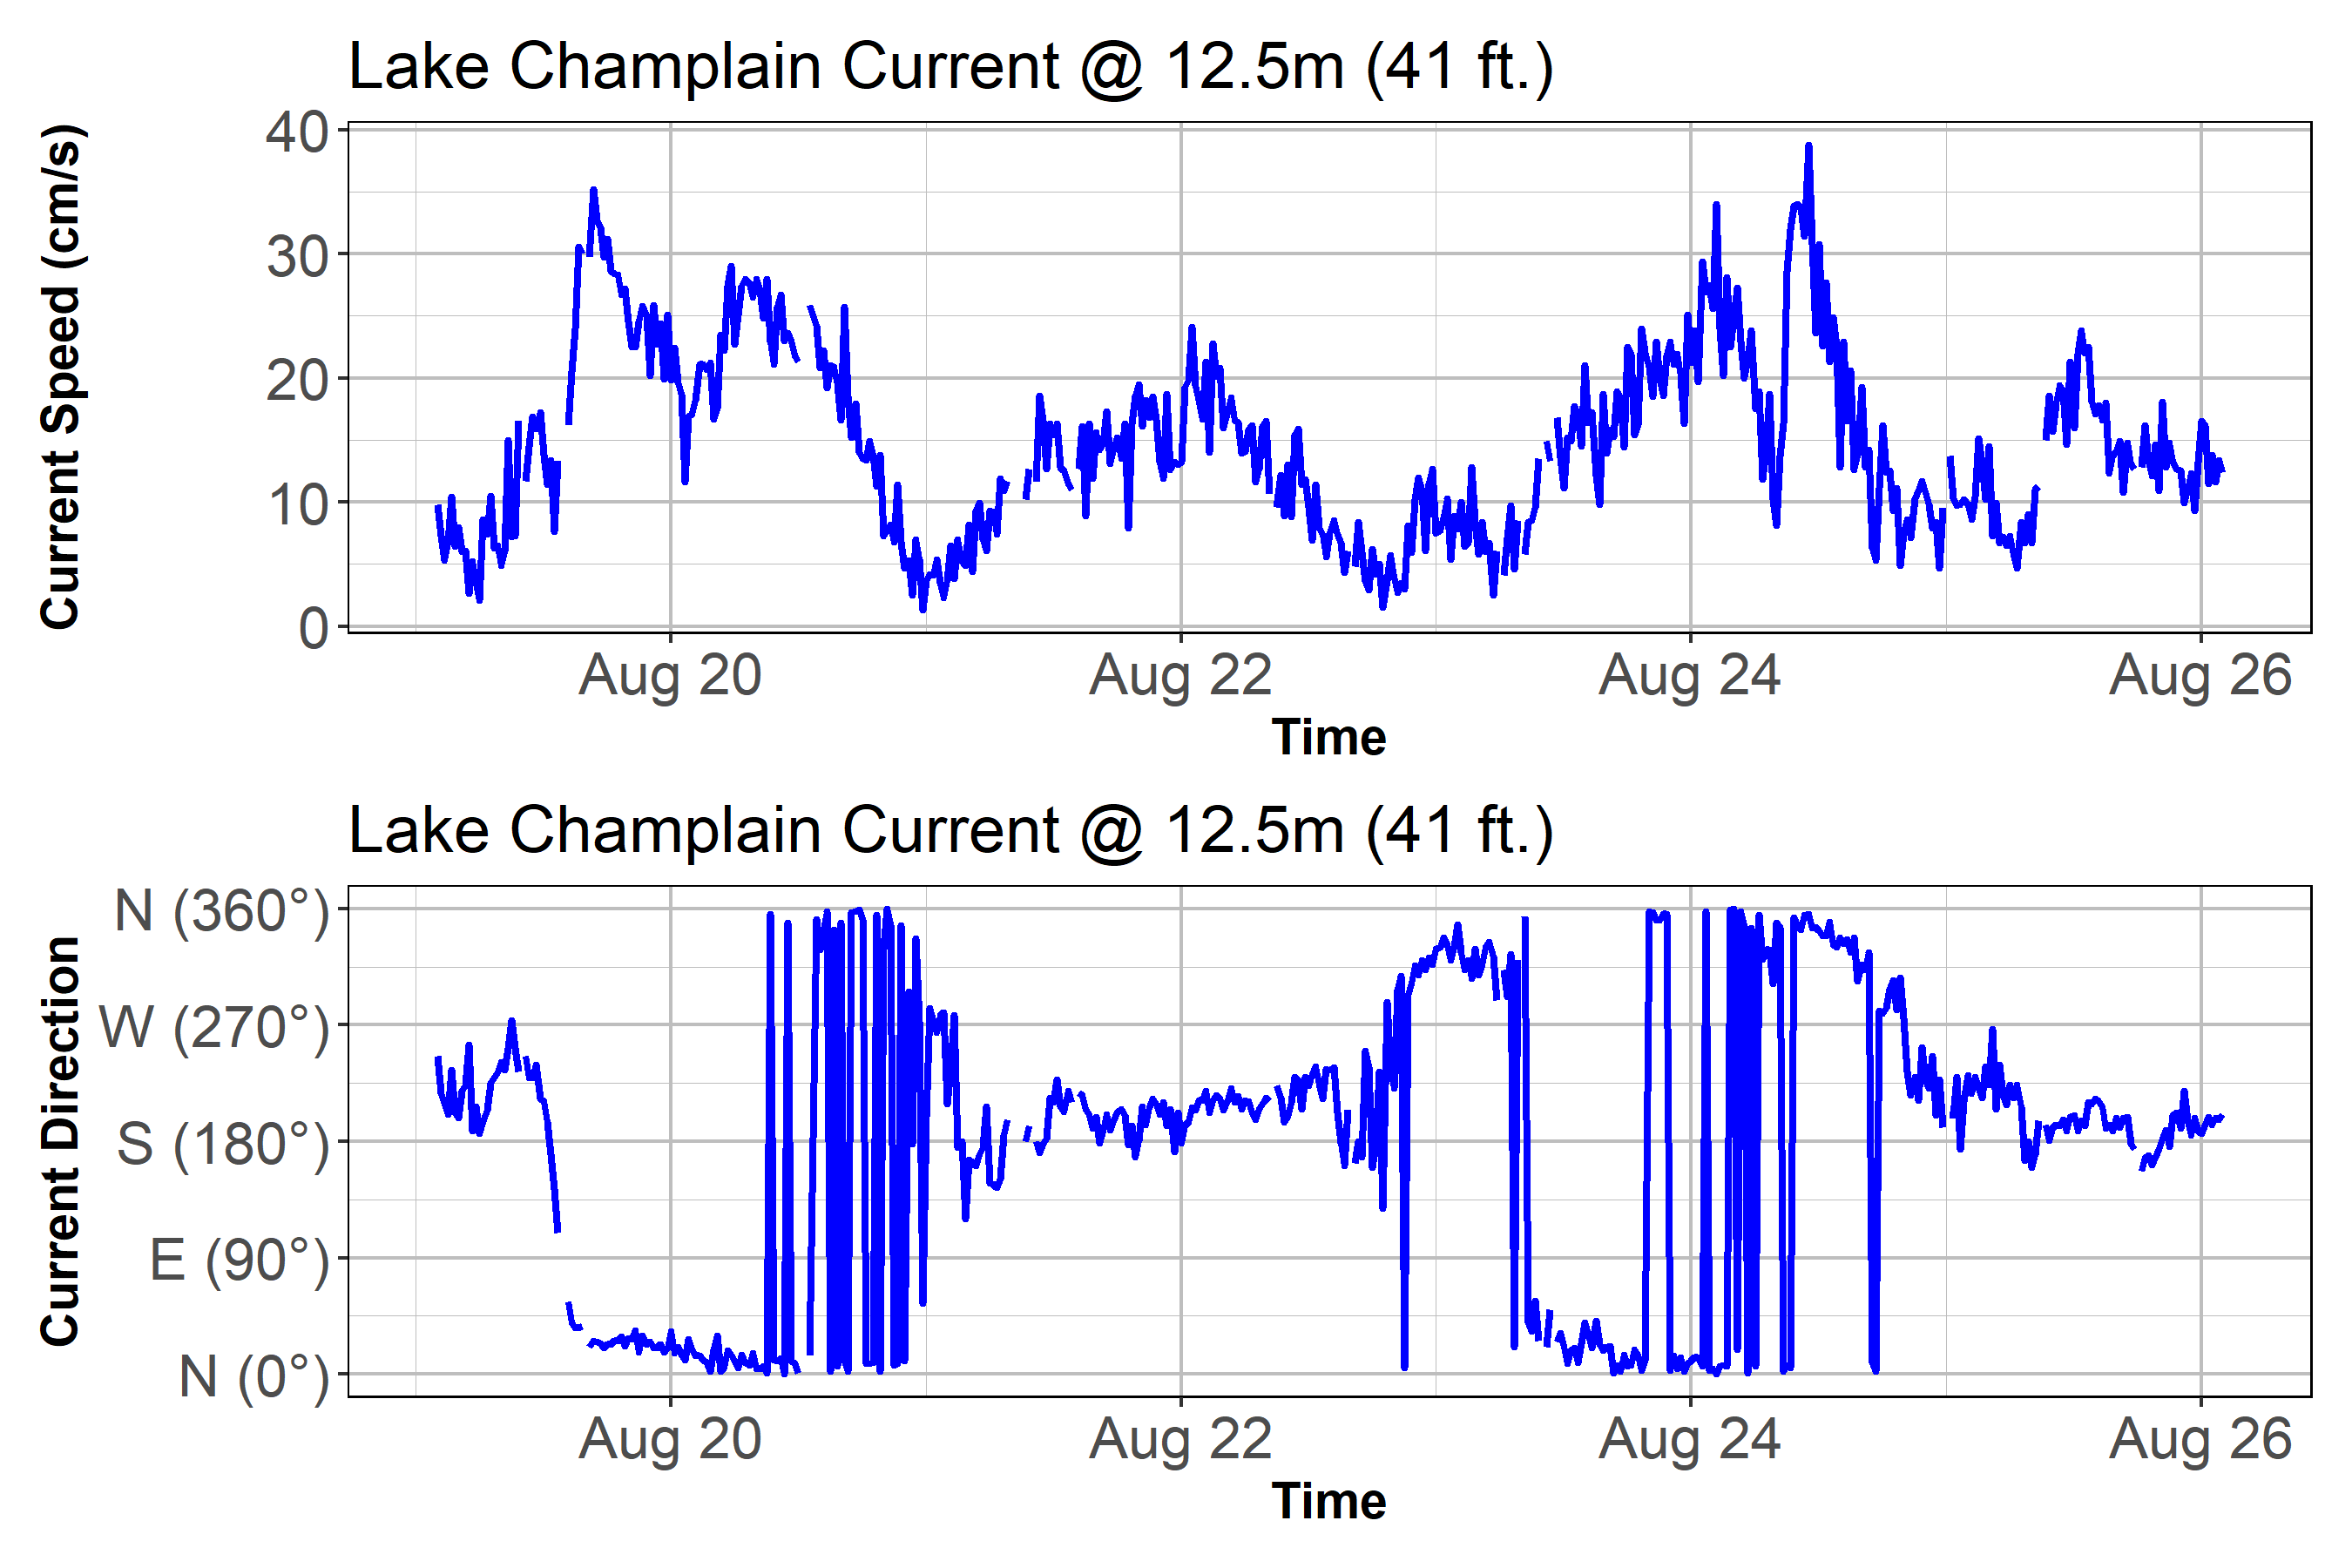 Lake Champlain Current @ 12.5m (41 ft.)
Current Speed (cm/s)
40
30
20
10
0
Aug 20 Aug 22 Aug 24 Aug 26
Time
Lake Champlain Current @ 12.5m (41 ft.)
Current Direction
N (360°)
W (270°)
S (180°)
E (90°)
N (0°)
Aug 20 Aug 22 Aug 24 Aug 26
Time